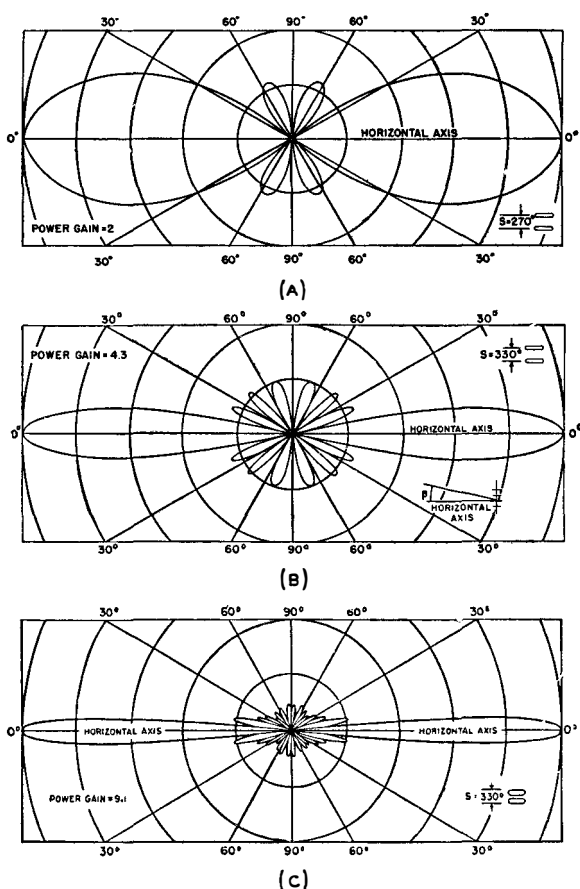 30° 60° 90° 60° 30°
0° HORIZONTAL AXIS 0°
POWER GAIN = 2 S=270°
30° 60° 90° 60° 30°
(A)
30° 60° 90° 60° 30°
POWER GAIN = 4.3 S=330°
0° HORIZONTAL AXIS 0°
β
HORIZONTAL
AXIS
30° 60° 90° 60° 30°
(B)
30° 60° 90° 60° 30°
0° HORIZONTAL AXIS HORIZONTAL AXIS 0°
POWER GAIN = 9.1 S = 330°
30° 60° 90° 60° 30°
(C)